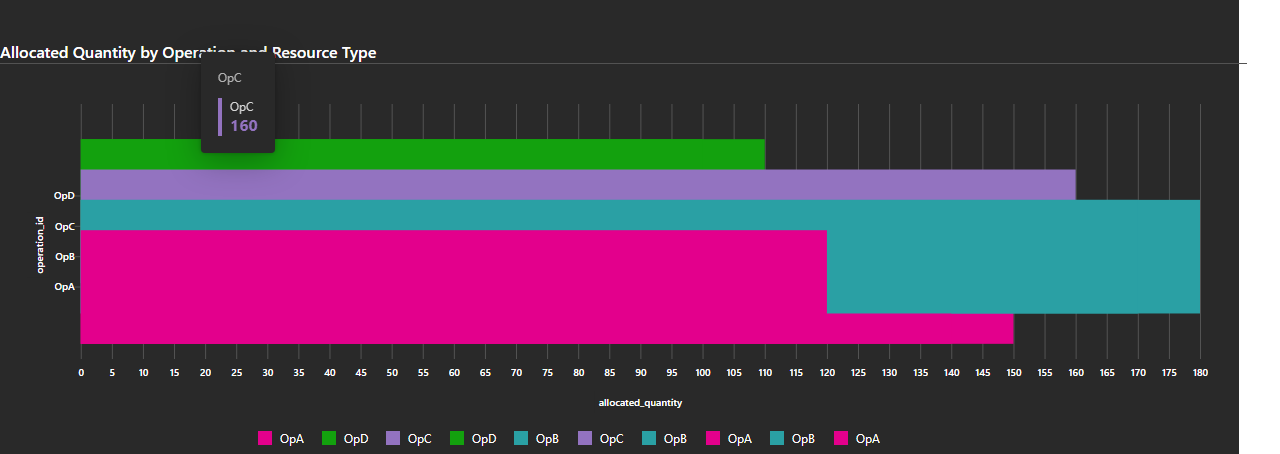 Allocated Quantity by Operation and Resource Type
OpC
OpC
160
operation_id
OpD
OpC
OpB
OpA
0 5 10 15 20 25 30 35 40 45 50 55 60 65 70 75 80 85 90 95 100 105 110 115 120 125 130 135 140 145 150 155 160 165 170 175 180
allocated_quantity
OpA OpD OpC OpD OpB OpC OpB OpA OpB OpA